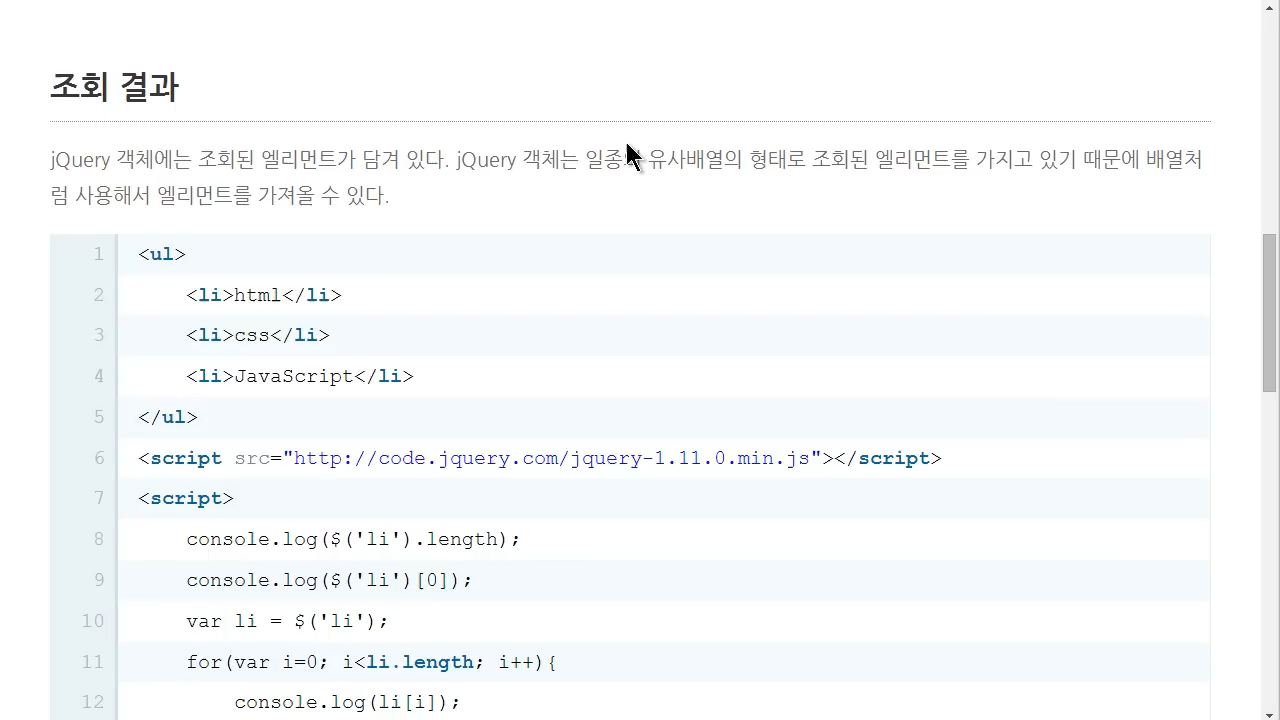 조회 결과
jQuery 객체에는 조회된 엘리먼트가 담겨 있다. jQuery 객체는 일종의 유사배열의 형태로 조회된 엘리먼트를 가지고 있기 때문에 배열처
럼 사용해서 엘리먼트를 가져올 수 있다.
1 <ul>
2 <li>html</li>
3 <li>css</li>
4 <li>JavaScript</li>
5 </ul>
6 <script src="http://code.jquery.com/jquery-1.11.0.min.js"></script>
7 <script>
8 console.log($('li').length);
9 console.log($('li')[0]);
10 var li = $('li');
11 for(var i=0; i<li.length; i++){
12 console.log(li[i]);